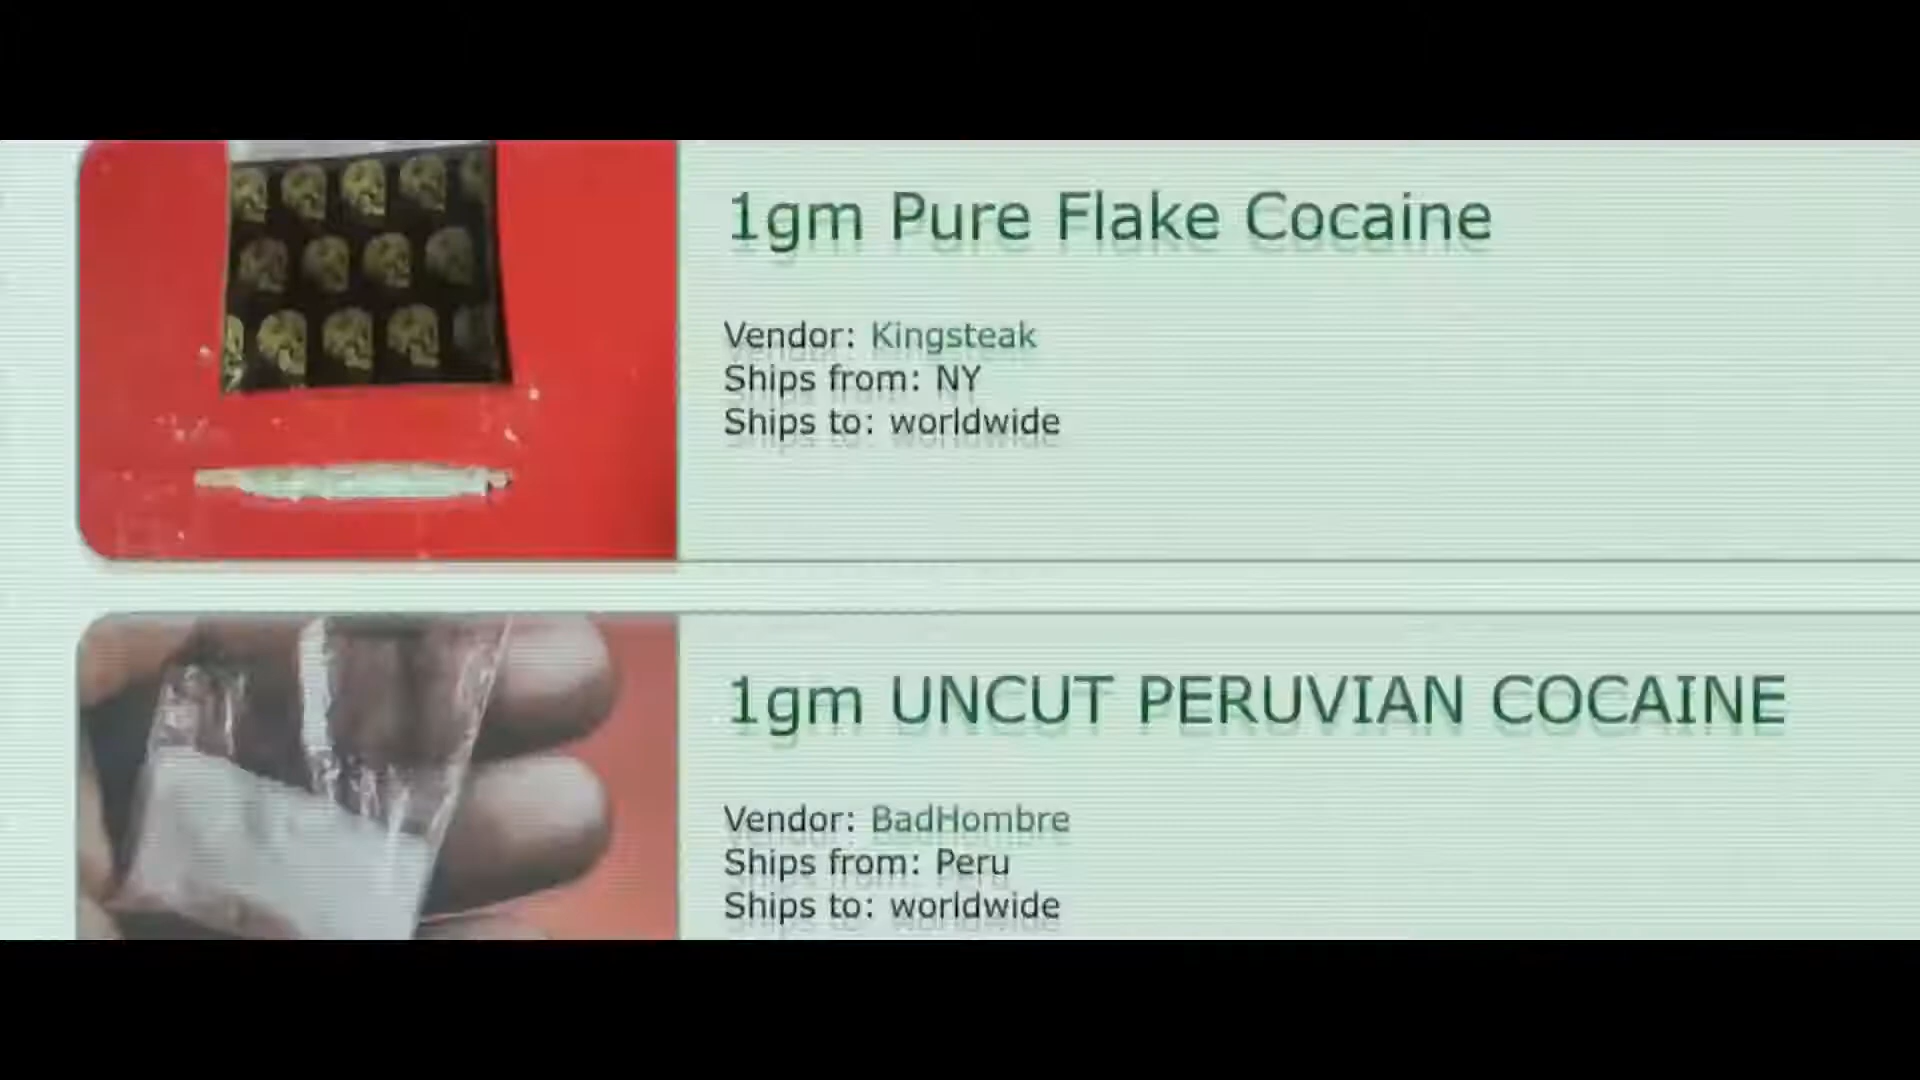 1gm Pure Flake Cocaine
Vendor: Kingsteak
Ships from: NY
Ships to: worldwide
1gm UNCUT PERUVIAN COCAINE
Vendor: BadHombre
Ships from: Peru
Ships to: worldwide